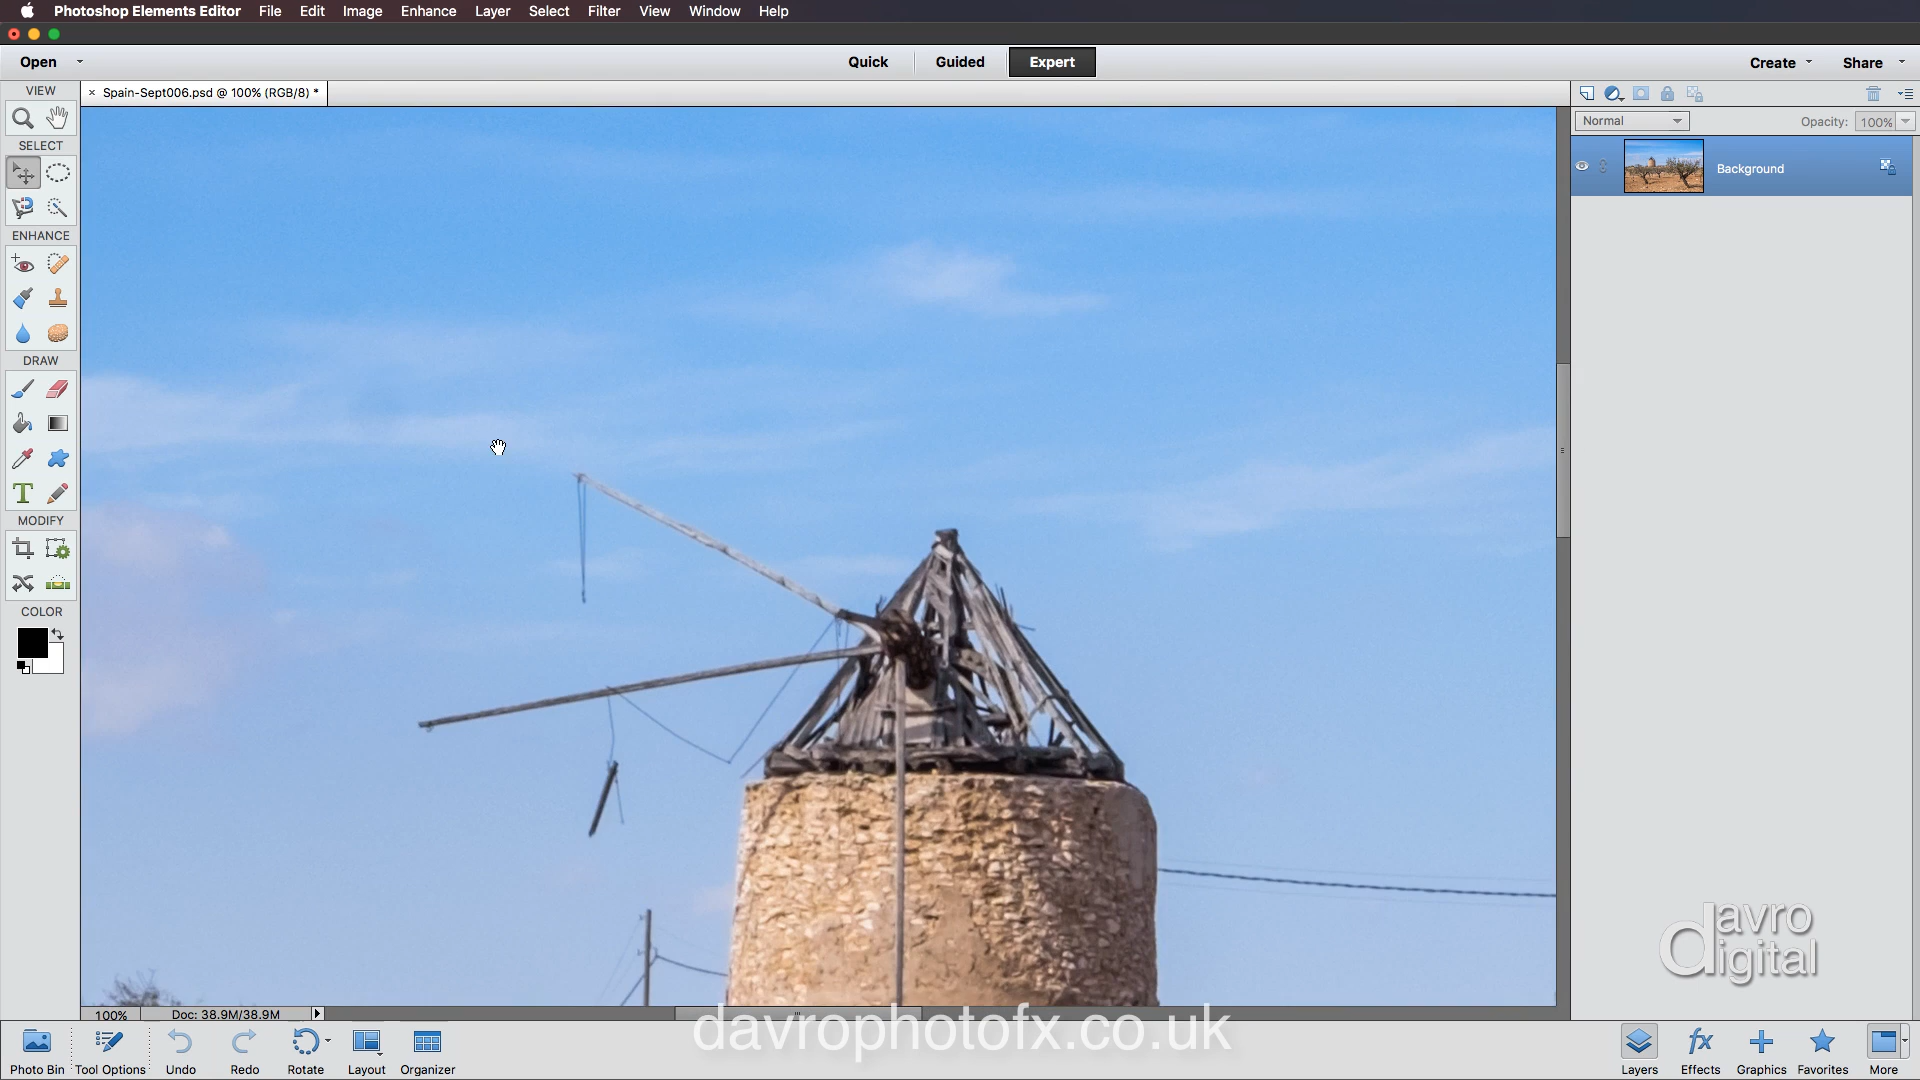 Photoshop Elements Editor File Edit Image Enhance Layer Select Filter View Window Help
Open Quick Guided Expert Create Share
VIEW
× Spain-Sept006.psd @ 100% (RGB/8) *
Normal Opacity: 100%
SELECT
Background
ENHANCE
DRAW
T
MODIFY
COLOR
davro
digital
100% Doc: 38.9M/38.9M
davrophotofx.co.uk
fx
Photo Bin Tool Options Undo Redo Rotate Layout Organizer Layers Effects Graphics Favorites More